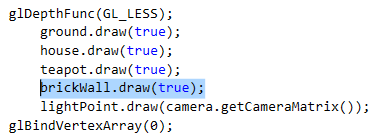 glDepthFunc(GL_LESS);
ground.draw(true);
house.draw(true);
teapot.draw(true);
brickWall.draw(true);
lightPoint.draw(camera.getCameraMatrix());
glBindVertexArray(0);